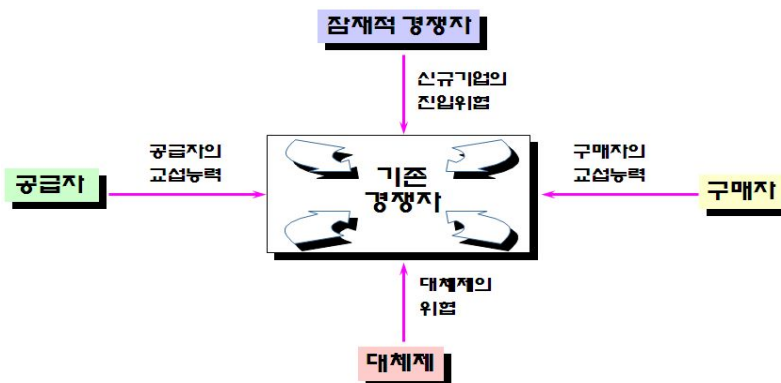 잠재적 경쟁자
신규기업의
진입위협
공급자
공급자의
교섭능력
기존
경쟁자
구매자의
교섭능력
구매자
대체제의
위협
대체제